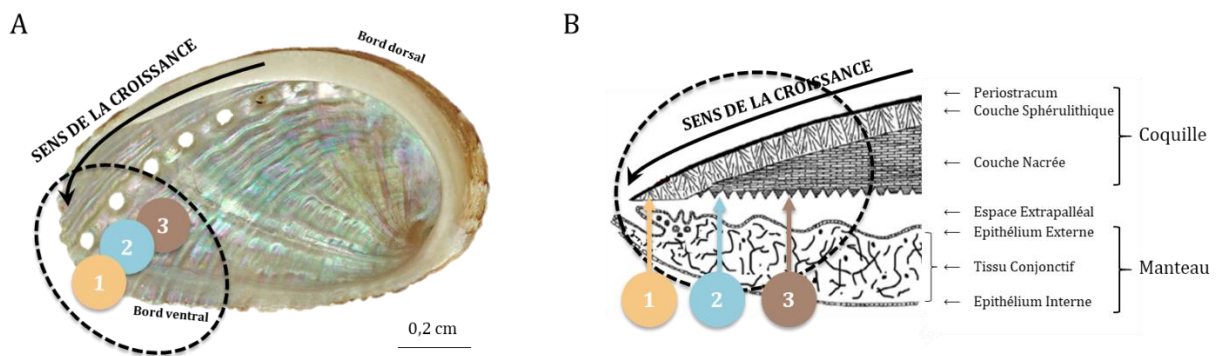 A
SENS DE LA CROISSANCE
Bord dorsal
1
2
3
Bord ventral
0,2 cm
B
SENS DE LA CROISSANCE
1
2
3
← Periostracum
← Couche Sphérulithique
← Couche Nacrée
Coquille
← Espace Extrapalléal
← Epithélium Externe
← Tissu Conjonctif
← Epithélium Interne
Manteau